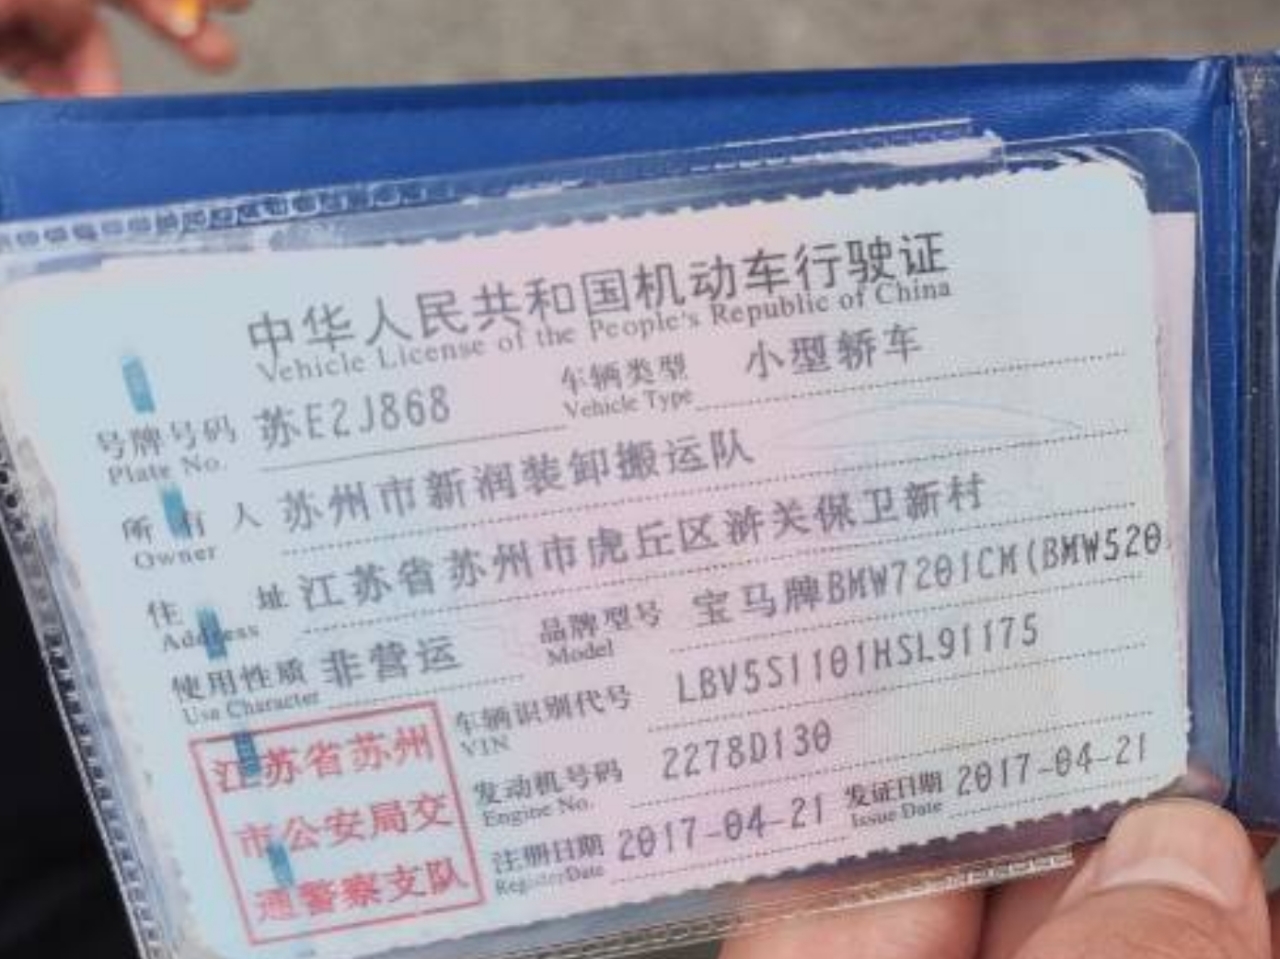 中华人民共和国机动车行驶证
Vehicle License of the People's Republic of China
号牌号码 苏E2J868 车辆类型 小型轿车
Plate No. Vehicle Type
所有人 苏州市新润装卸搬运队
Owner
住址 江苏省苏州市虎丘区浒关保卫新村
Address
使用性质 非营运 品牌型号 宝马牌BMW7201CM(BMW520
Use Character Model
车辆识别代号 LBV5S1101HSL91175
VIN
发动机号码 2278D130
Engine No.
注册日期 2017-04-21 发证日期 2017-04-21
Register Date Issue Date
江苏省苏州
市公安局交
通警察支队